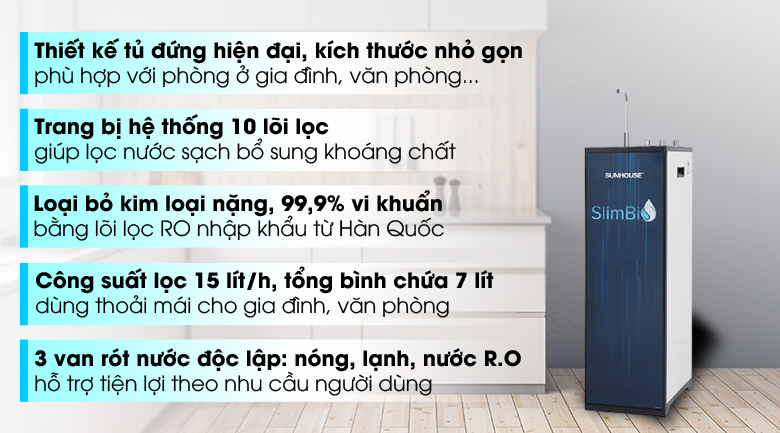 Thiết kế tủ đứng hiện đại, kích thước nhỏ gọn
phù hợp với phòng ở gia đình, văn phòng...
Trang bị hệ thống 10 lõi lọc
giúp lọc nước sạch bổ sung khoáng chất
Loại bỏ kim loại nặng, 99,9% vi khuẩn
bằng lõi lọc RO nhập khẩu từ Hàn Quốc
Công suất lọc 15 lít/h, tổng bình chứa 7 lít
dùng thoải mái cho gia đình, văn phòng
3 van rót nước độc lập: nóng, lạnh, nước R.O
hỗ trợ tiện lợi theo nhu cầu người dùng
SUNHOUSE
SlimBio